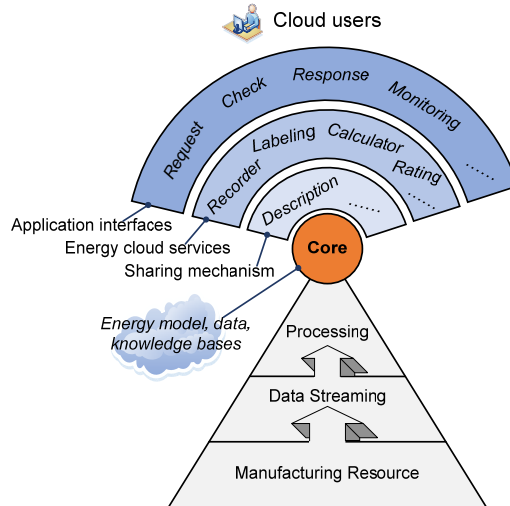 Cloud users
Request
Check
Response
Monitoring
......
Recorder
Labeling
Calculator
Rating
......
Description
......
Application interfaces
Energy cloud services
Sharing mechanism
Core
Energy model, data,
knowledge bases
Processing
Data Streaming
Manufacturing Resource